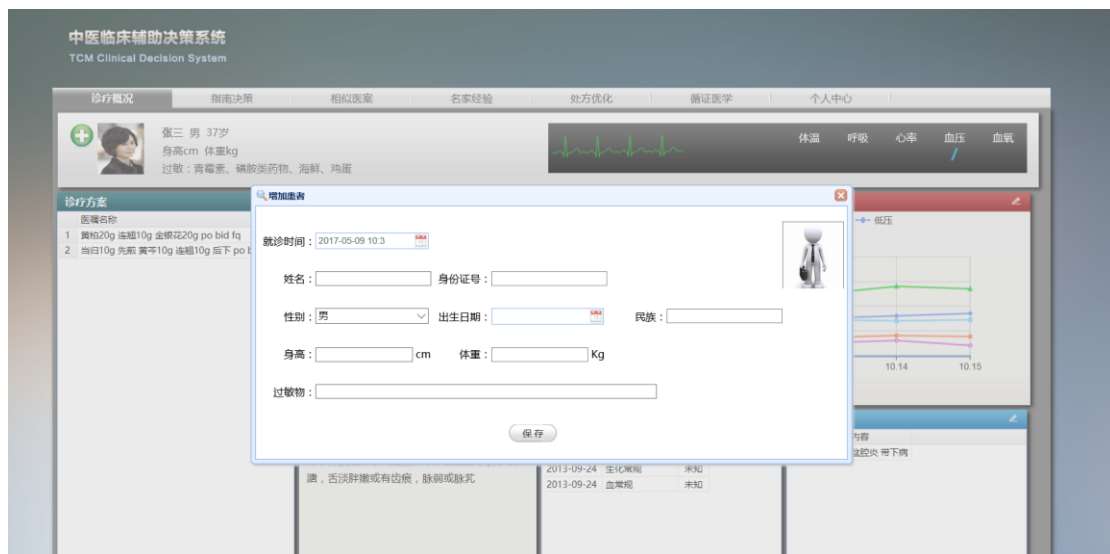 中医临床辅助决策系统
TCM Clinical Decision System
诊疗概况 指南决策 相似医案 名家经验 处方优化 循证医学 个人中心
张三 男 37岁
身高cm 体重kg
过敏：青霉素、磺胺类药物、海鲜、鸡蛋
体温 呼吸 心率 血压 血氧
/
诊疗方案
医嘱名称
1 黄柏20g 连翘10g 金银花20g po bid fq
2 当归10g 先煎 黄芩10g 连翘10g 后下 po b
增加患者
就诊时间： 2017-05-09 10:3
姓名： 身份证号：
性别： 男 出生日期： 民族：
身高： cm 体重： Kg
过敏物：
保存
低压
10.14 10.15
内容
盆腔炎 带下病
溏，舌淡胖嫩或有齿痕，脉弱或脉芤
2013-09-24 生化常规 未知
2013-09-24 血常规 未知